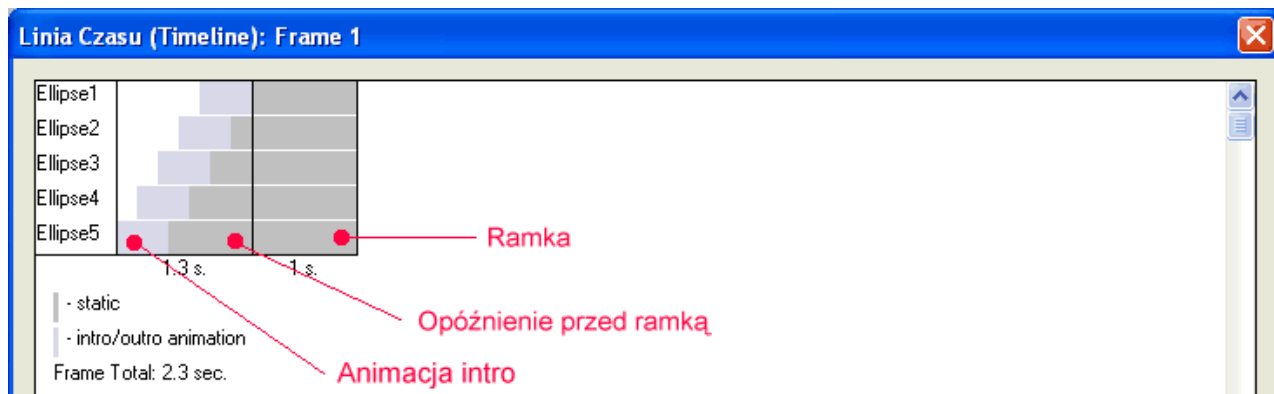 Linia Czasu (Timeline): Frame 1
Ellipse1
Ellipse2
Ellipse3
Ellipse4
Ellipse5
Ramka
1.3 s. 1 s.
- static
Opóźnienie przed ramką
- intro/outro animation
Frame Total: 2.3 sec.
Animacja intro